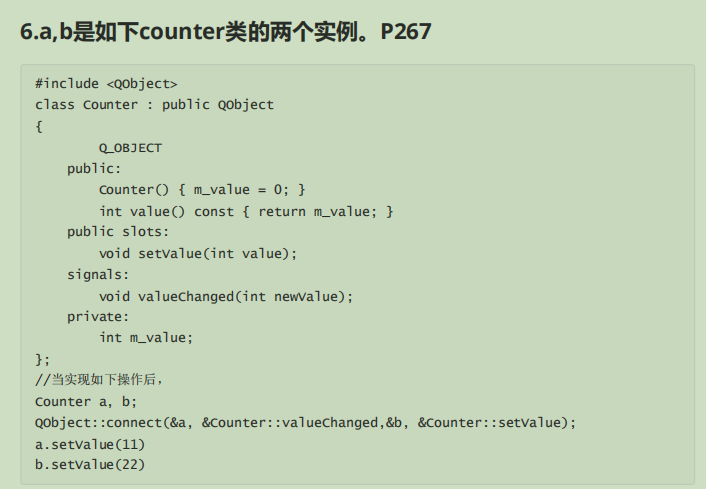 6.a,b是如下counter类的两个实例。P267
#include <QObject>
class Counter : public QObject
{
        Q_OBJECT
    public:
        Counter() { m_value = 0; }
        int value() const { return m_value; }
    public slots:
        void setValue(int value);
    signals:
        void valueChanged(int newValue);
    private:
        int m_value;
};
//当实现如下操作后，
Counter a, b;
QObject::connect(&a, &Counter::valueChanged,&b, &Counter::setValue);
a.setValue(11)
b.setValue(22)